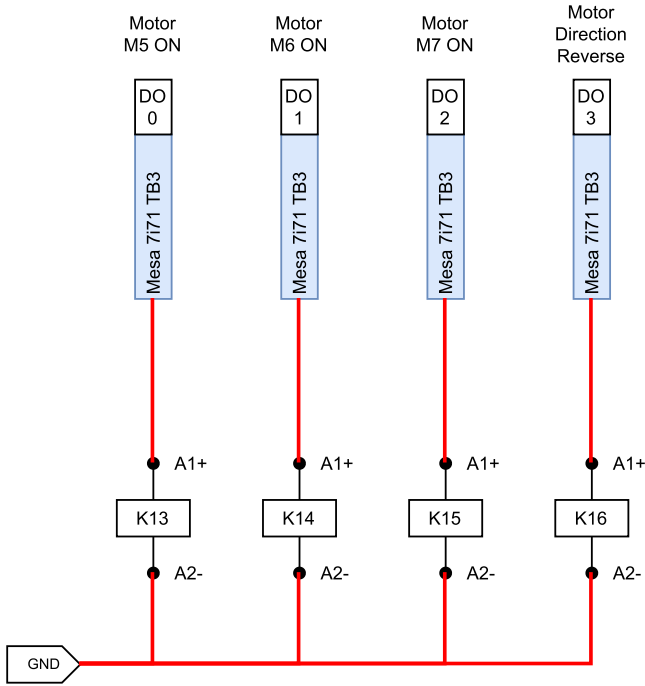 Motor
M5 ON
Motor
M6 ON
Motor
M7 ON
Motor
Direction
Reverse
DO
0
DO
1
DO
2
DO
3
Mesa 7i71 TB3
Mesa 7i71 TB3
Mesa 7i71 TB3
Mesa 7i71 TB3
A1+
A1+
A1+
A1+
K13
K14
K15
K16
A2-
A2-
A2-
A2-
GND